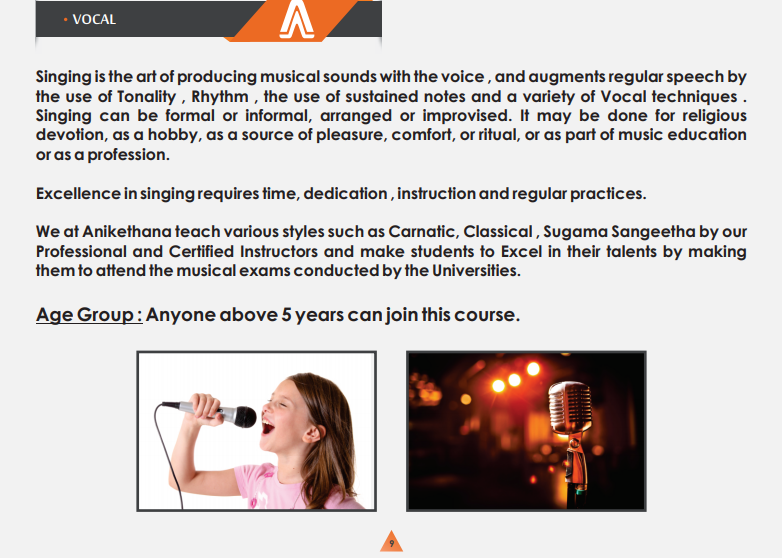 • VOCAL
Singing is the art of producing musical sounds with the voice , and augments regular speech by
the use of Tonality , Rhythm , the use of sustained notes and a variety of Vocal techniques .
Singing can be formal or informal, arranged or improvised. It may be done for religious
devotion, as a hobby, as a source of pleasure, comfort, or ritual, or as part of music education
or as a profession.
Excellence in singing requires time, dedication , instruction and regular practices.
We at Anikethana teach various styles such as Carnatic, Classical , Sugama Sangeetha by our
Professional and Certified Instructors and make students to Excel in their talents by making
them to attend the musical exams conducted by the Universities.
Age Group : Anyone above 5 years can join this course.
9